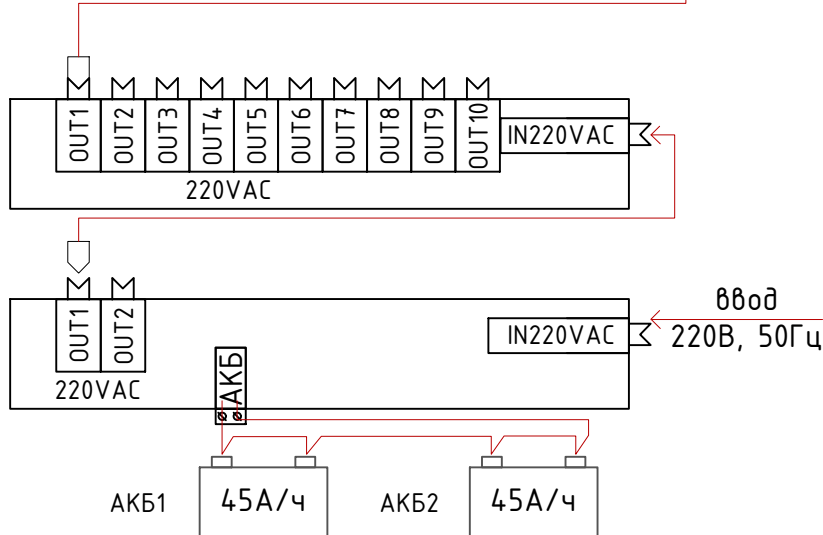 OUT1 OUT2 OUT3 OUT4 OUT5 OUT6 OUT7 OUT8 OUT9 OUT10 IN220VAC
220VAC
ввод
OUT1 OUT2 IN220VAC 220В, 50Гц
220VAC АКБ
АКБ1 45А/ч АКБ2 45А/ч